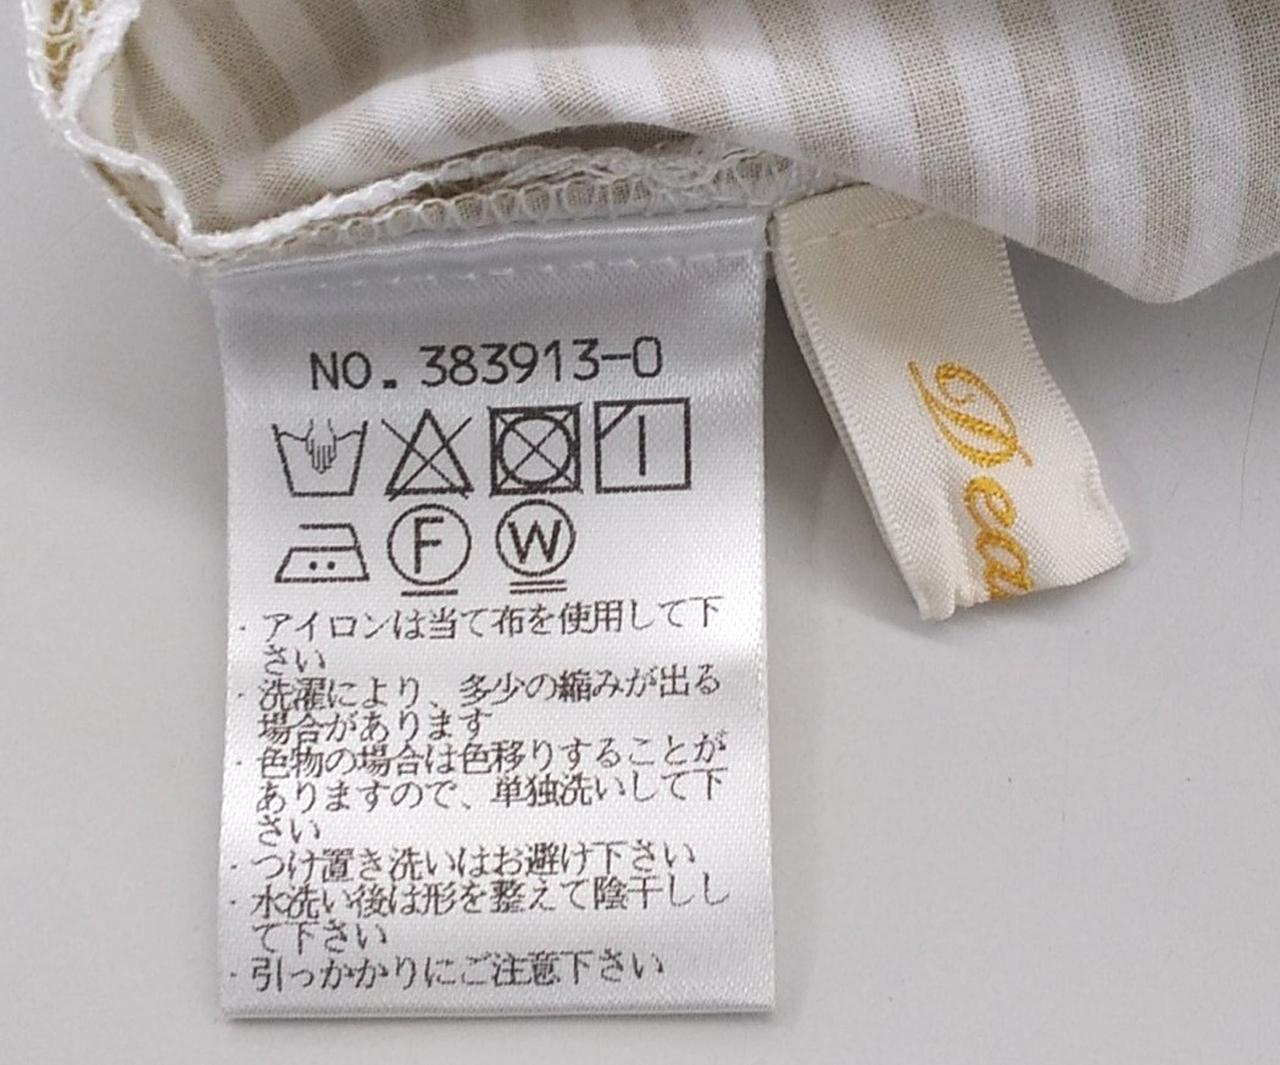 NO. 383913-0
F W
・アイロンは当て布を使用して下
さい
・洗濯により、多少の縮みが出る
場合があります
・色物の場合は色移りすることが
ありますので、単独洗いして下
さい
・つけ置き洗いはお避け下さい
・水洗い後は形を整えて陰干しし
て下さい
・引っかかりにご注意下さい
Dea